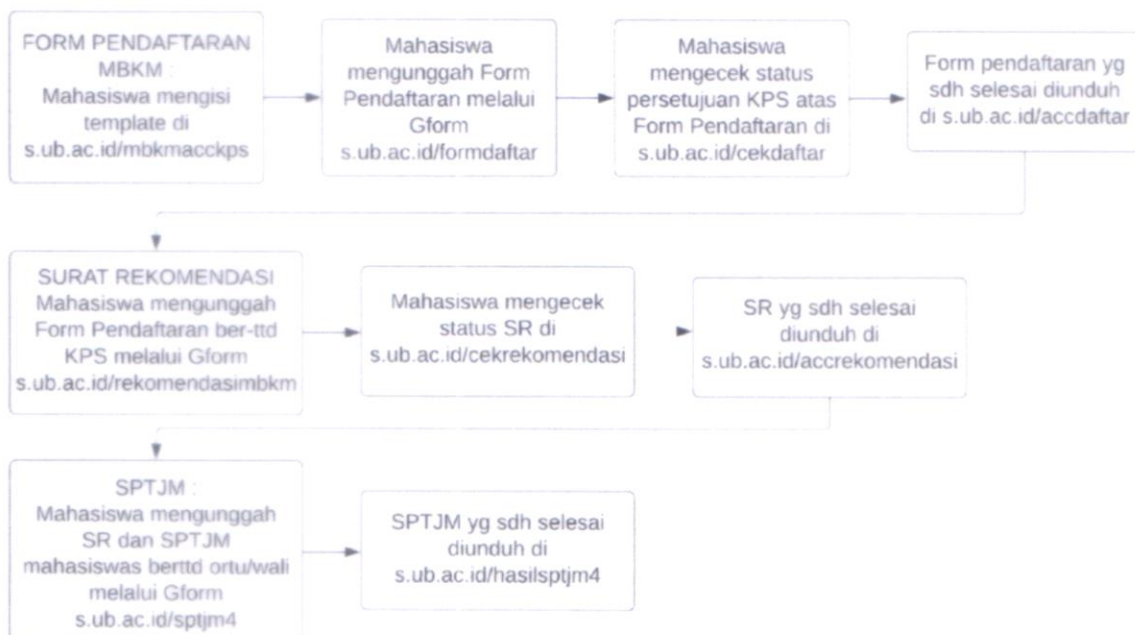 FORM PENDAFTARAN
MBKM :
Mahasiswa mengisi
template di
s.ub.ac.id/mbkmacckps
Mahasiswa
mengunggah Form
Pendaftaran melalui
Gform
s.ub.ac.id/formdaftar
Mahasiswa
mengecek status
persetujuan KPS atas
Form Pendaftaran di
s.ub.ac.id/cekdaftar
Form pendaftaran yg
sdh selesai diunduh
di s.ub.ac.id/accdaftar
SURAT REKOMENDASI
Mahasiswa mengunggah
Form Pendaftaran ber-ttd
KPS melalui Gform
s.ub.ac.id/rekomendasimbkm
Mahasiswa mengecek
status SR di
s.ub.ac.id/cekrekomendasi
SR yg sdh selesai
diunduh di
s.ub.ac.id/accrekomendasi
SPTJM :
Mahasiswa mengunggah
SR dan SPTJM
mahasiswas berttd ortu/wali
melalui Gform
s.ub.ac.id/sptjm4
SPTJM yg sdh selesai
diunduh di
s.ub.ac.id/hasilsptjm4